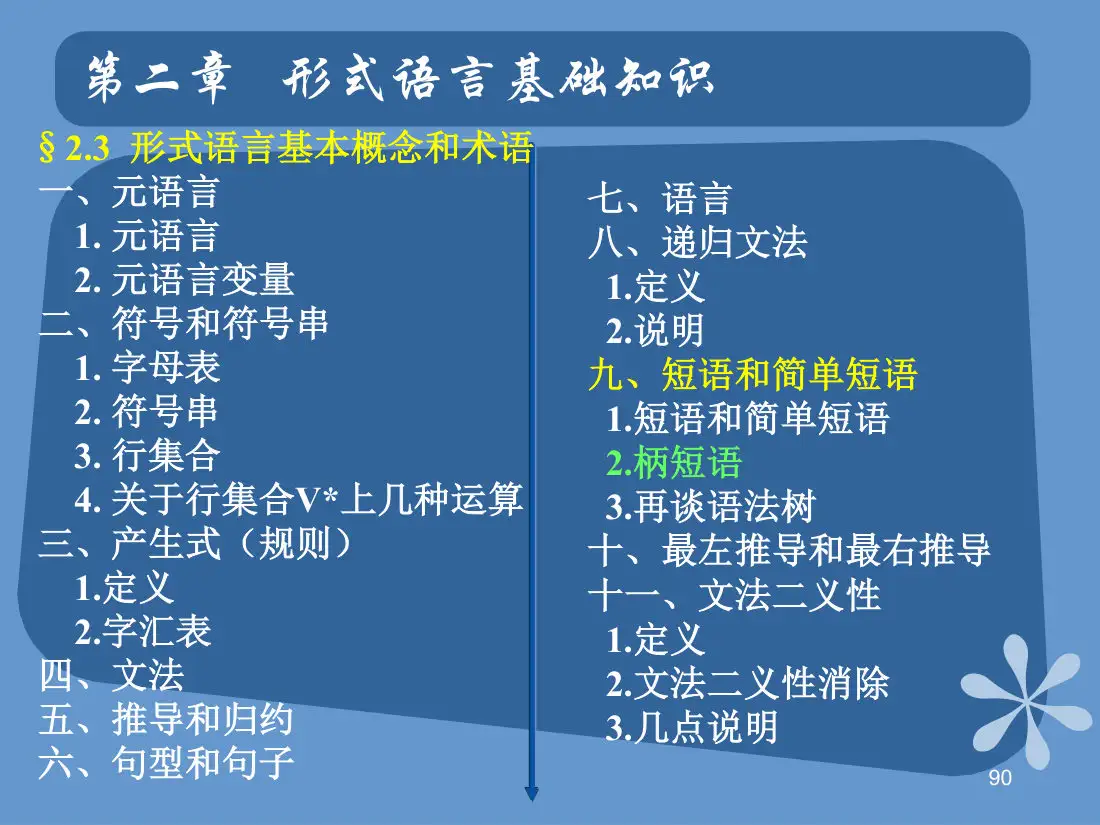 第二章 形式语言基础知识
§2.3 形式语言基本概念和术语
一、元语言
1. 元语言
2. 元语言变量
二、符号和符号串
1. 字母表
2. 符号串
3. 行集合
4. 关于行集合V*上几种运算
三、产生式（规则）
1.定义
2.字汇表
四、文法
五、推导和归约
六、句型和句子
七、语言
八、递归文法
1.定义
2.说明
九、短语和简单短语
1.短语和简单短语
2.柄短语
3.再谈语法树
十、最左推导和最右推导
十一、文法二义性
1.定义
2.文法二义性消除
3.几点说明
90